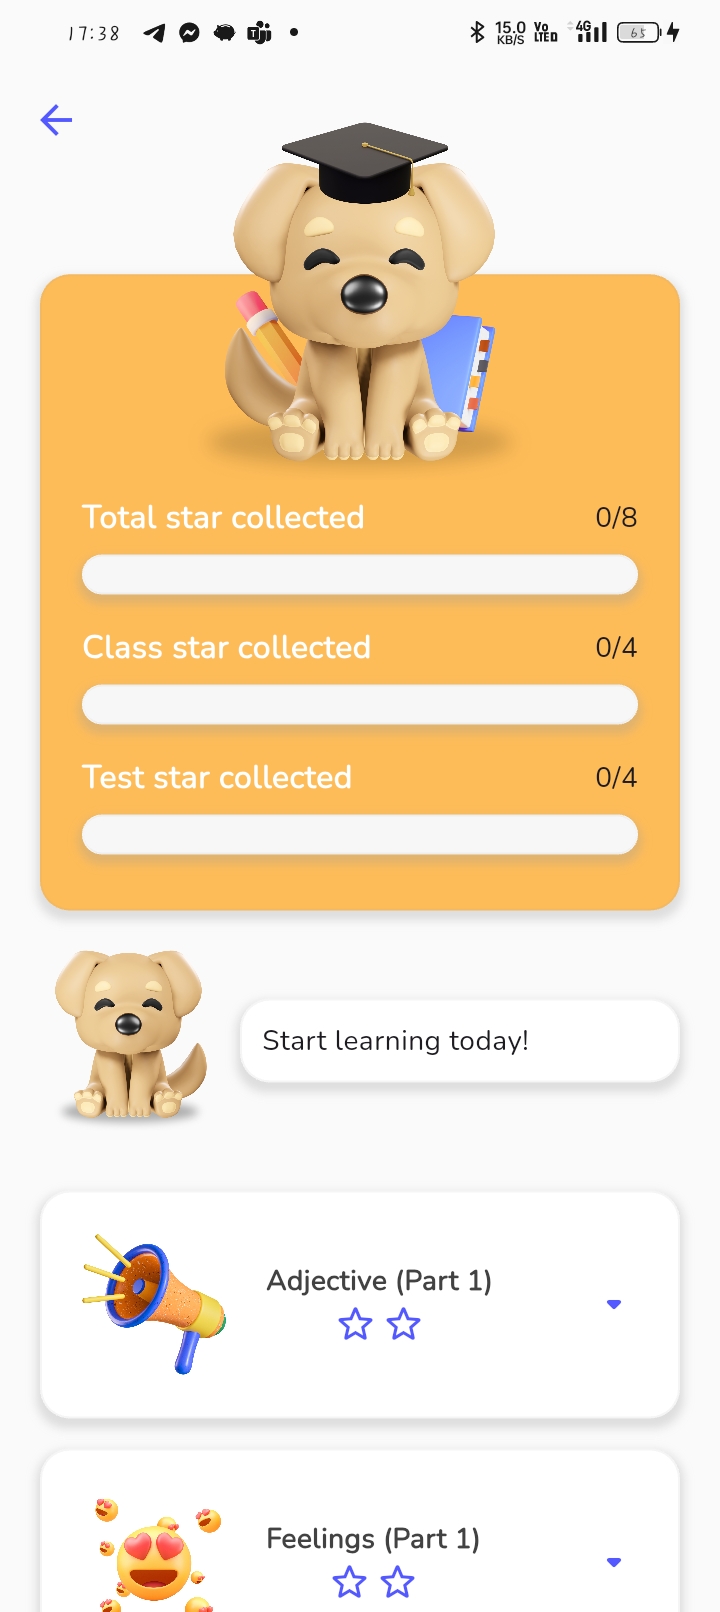 17:38
15.0 KB/S
Vo LTED
4G
65
Total star collected 0/8
Class star collected 0/4
Test star collected 0/4
Start learning today!
Adjective (Part 1)
Feelings (Part 1)